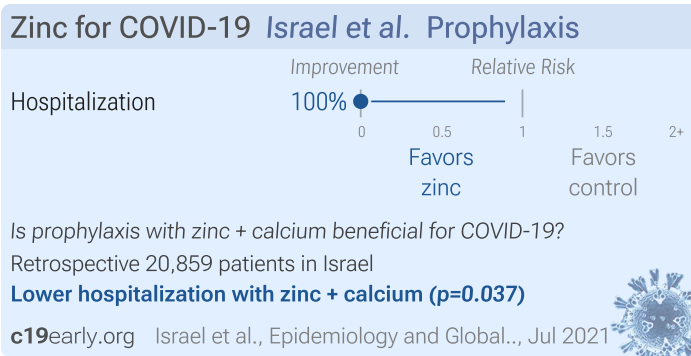 Zinc for COVID-19 Israel et al. Prophylaxis
Improvement Relative Risk
Hospitalization 100%
0 0.5 1 1.5 2+
Favors zinc Favors control
Is prophylaxis with zinc + calcium beneficial for COVID-19?
Retrospective 20,859 patients in Israel
Lower hospitalization with zinc + calcium (p=0.037)
c19early.org Israel et al., Epidemiology and Global.., Jul 2021